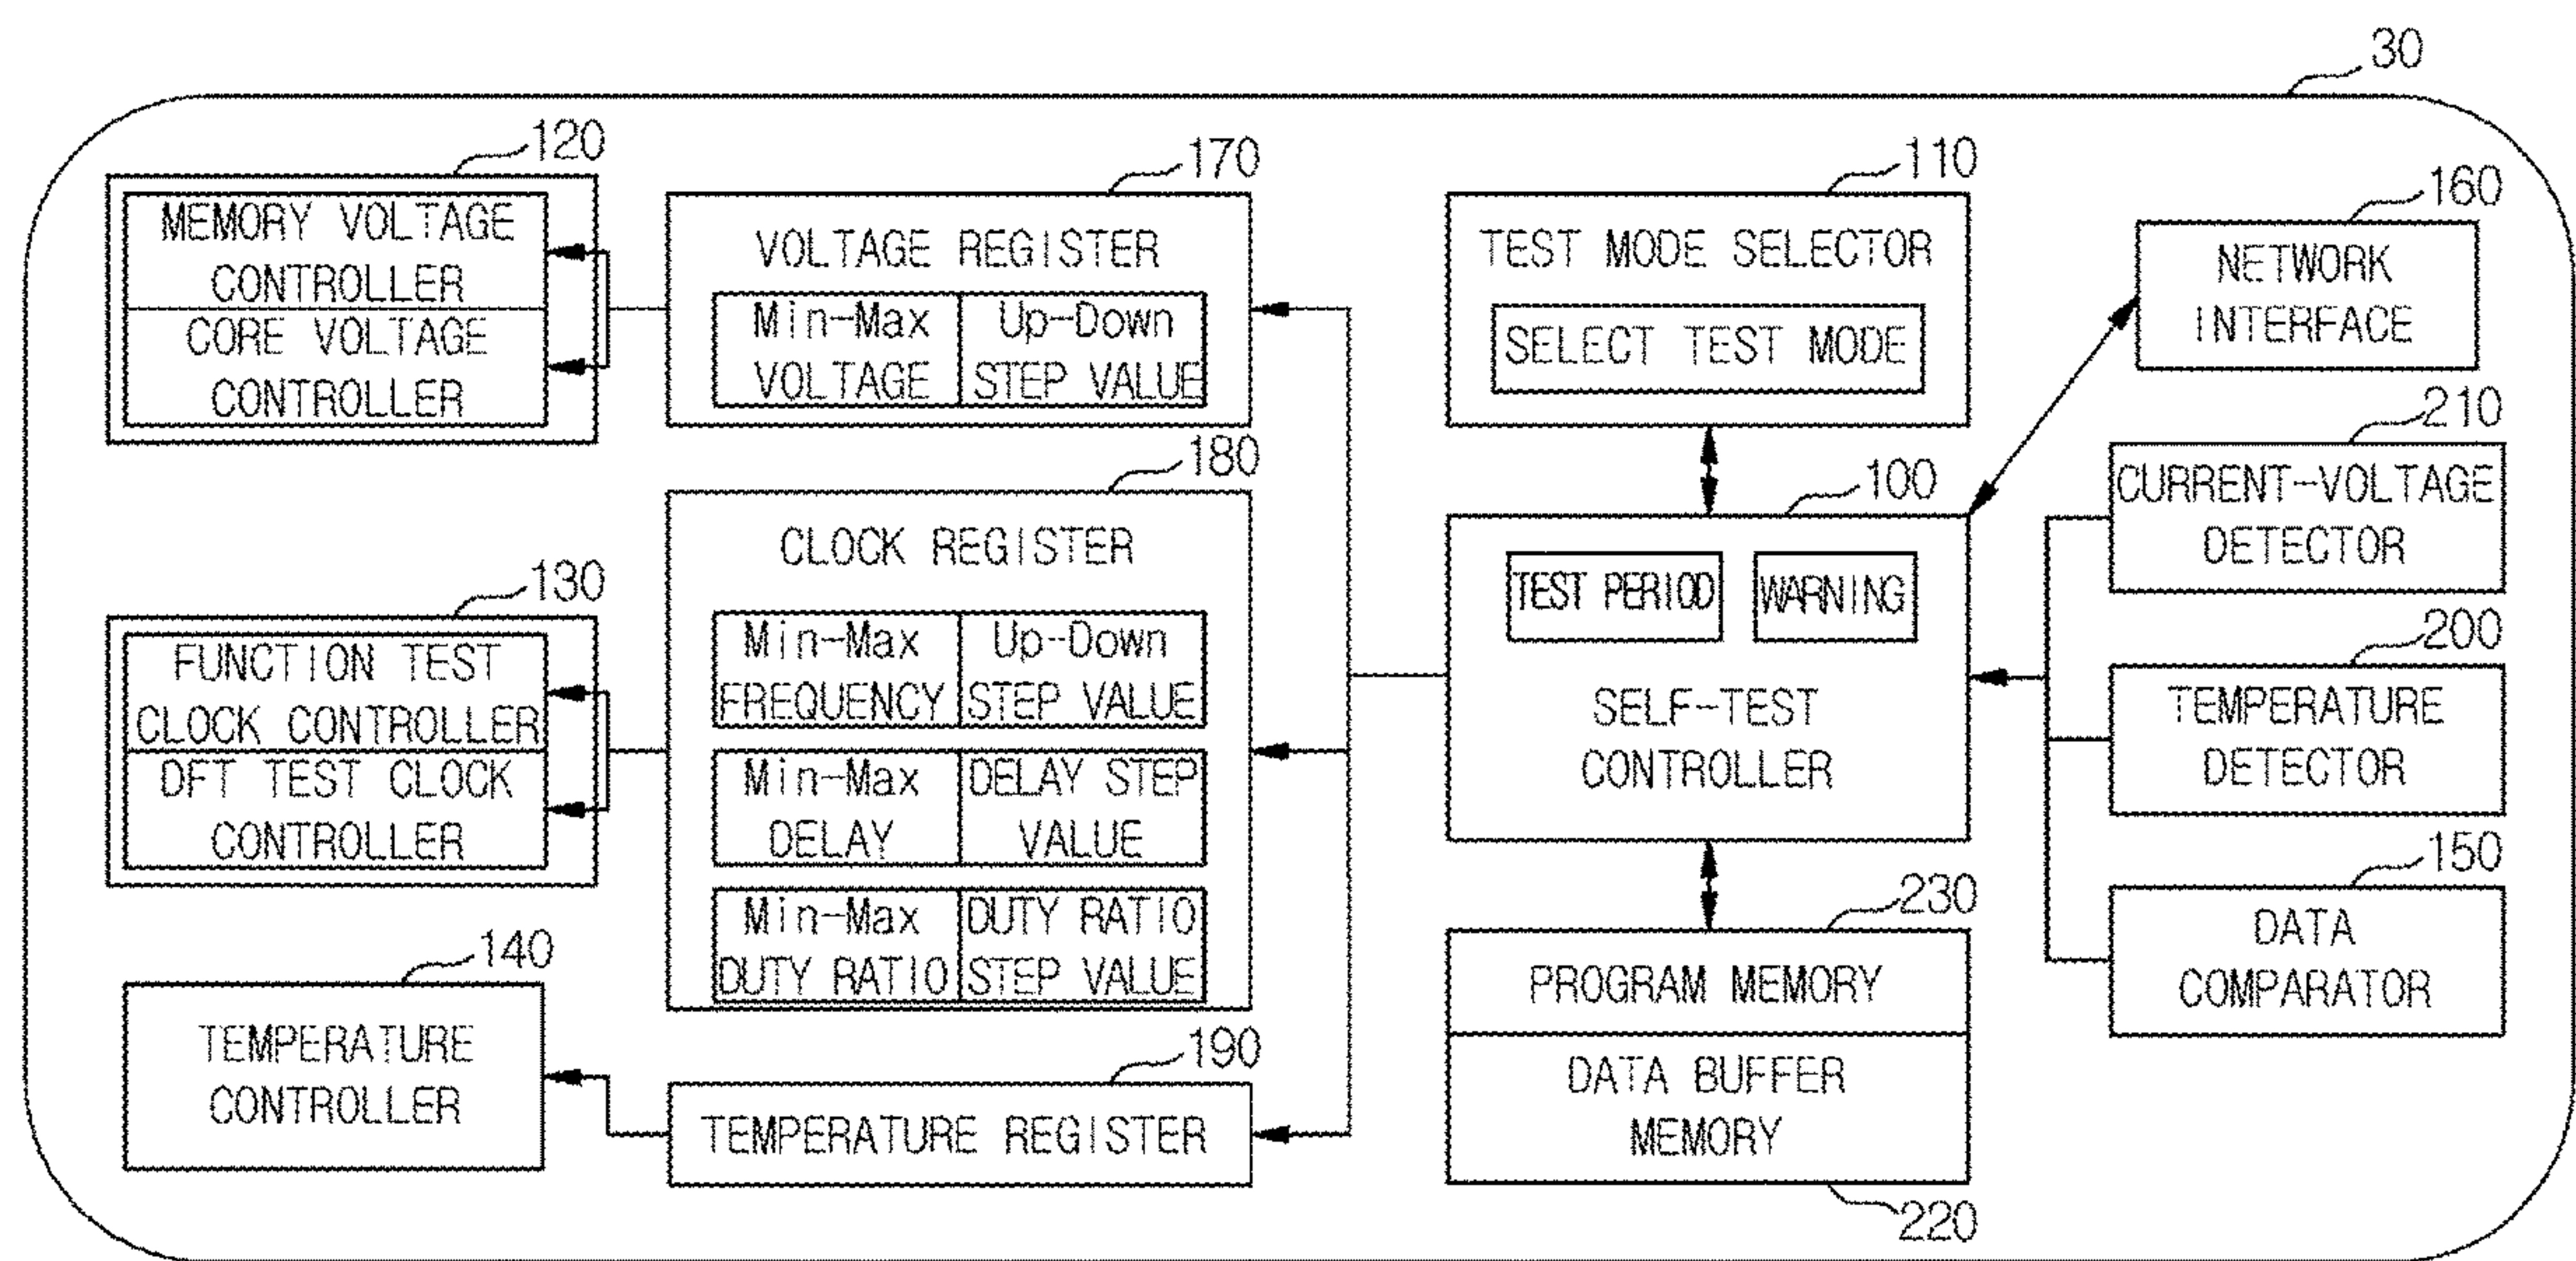 30
120
MEMORY VOLTAGE
CONTROLLER
CORE VOLTAGE
CONTROLLER
170
VOLTAGE REGISTER
Min-Max
VOLTAGE
Up-Down
STEP VALUE
110
TEST MODE SELECTOR
SELECT TEST MODE
160
NETWORK
INTERFACE
130
FUNCTION TEST
CLOCK CONTROLLER
DFT TEST CLOCK
CONTROLLER
180
CLOCK REGISTER
Min-Max
FREQUENCY
Up-Down
STEP VALUE
Min-Max
DELAY
DELAY STEP
VALUE
Min-Max
DUTY RATIO
DUTY RATIO
STEP VALUE
100
TEST PERIOD
WARNING
SELF-TEST
CONTROLLER
210
CURRENT-VOLTAGE
DETECTOR
200
TEMPERATURE
DETECTOR
150
DATA
COMPARATOR
140
TEMPERATURE
CONTROLLER
190
TEMPERATURE REGISTER
230
PROGRAM MEMORY
DATA BUFFER
MEMORY
220